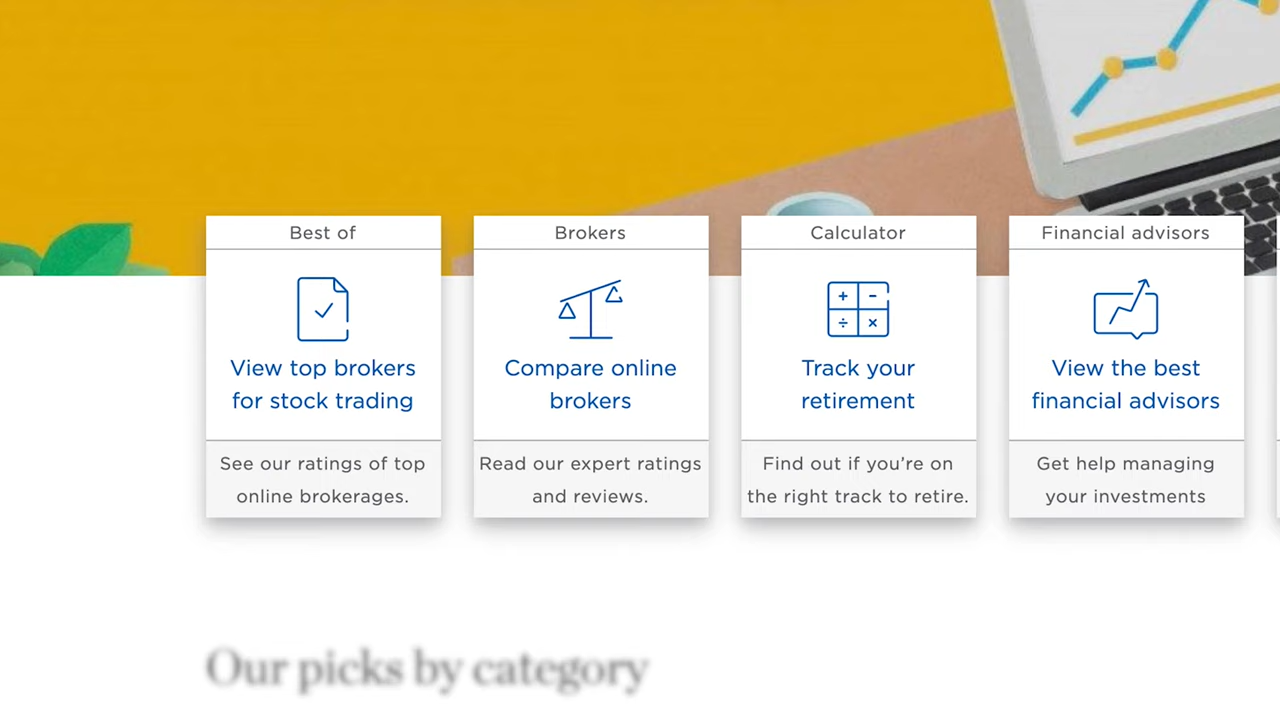 Best of
View top brokers
for stock trading
See our ratings of top
online brokerages.
Brokers
Compare online
brokers
Read our expert ratings
and reviews.
Calculator
Track your
retirement
Find out if you’re on
the right track to retire.
Financial advisors
View the best
financial advisors
Get help managing
your investments
Our picks by category